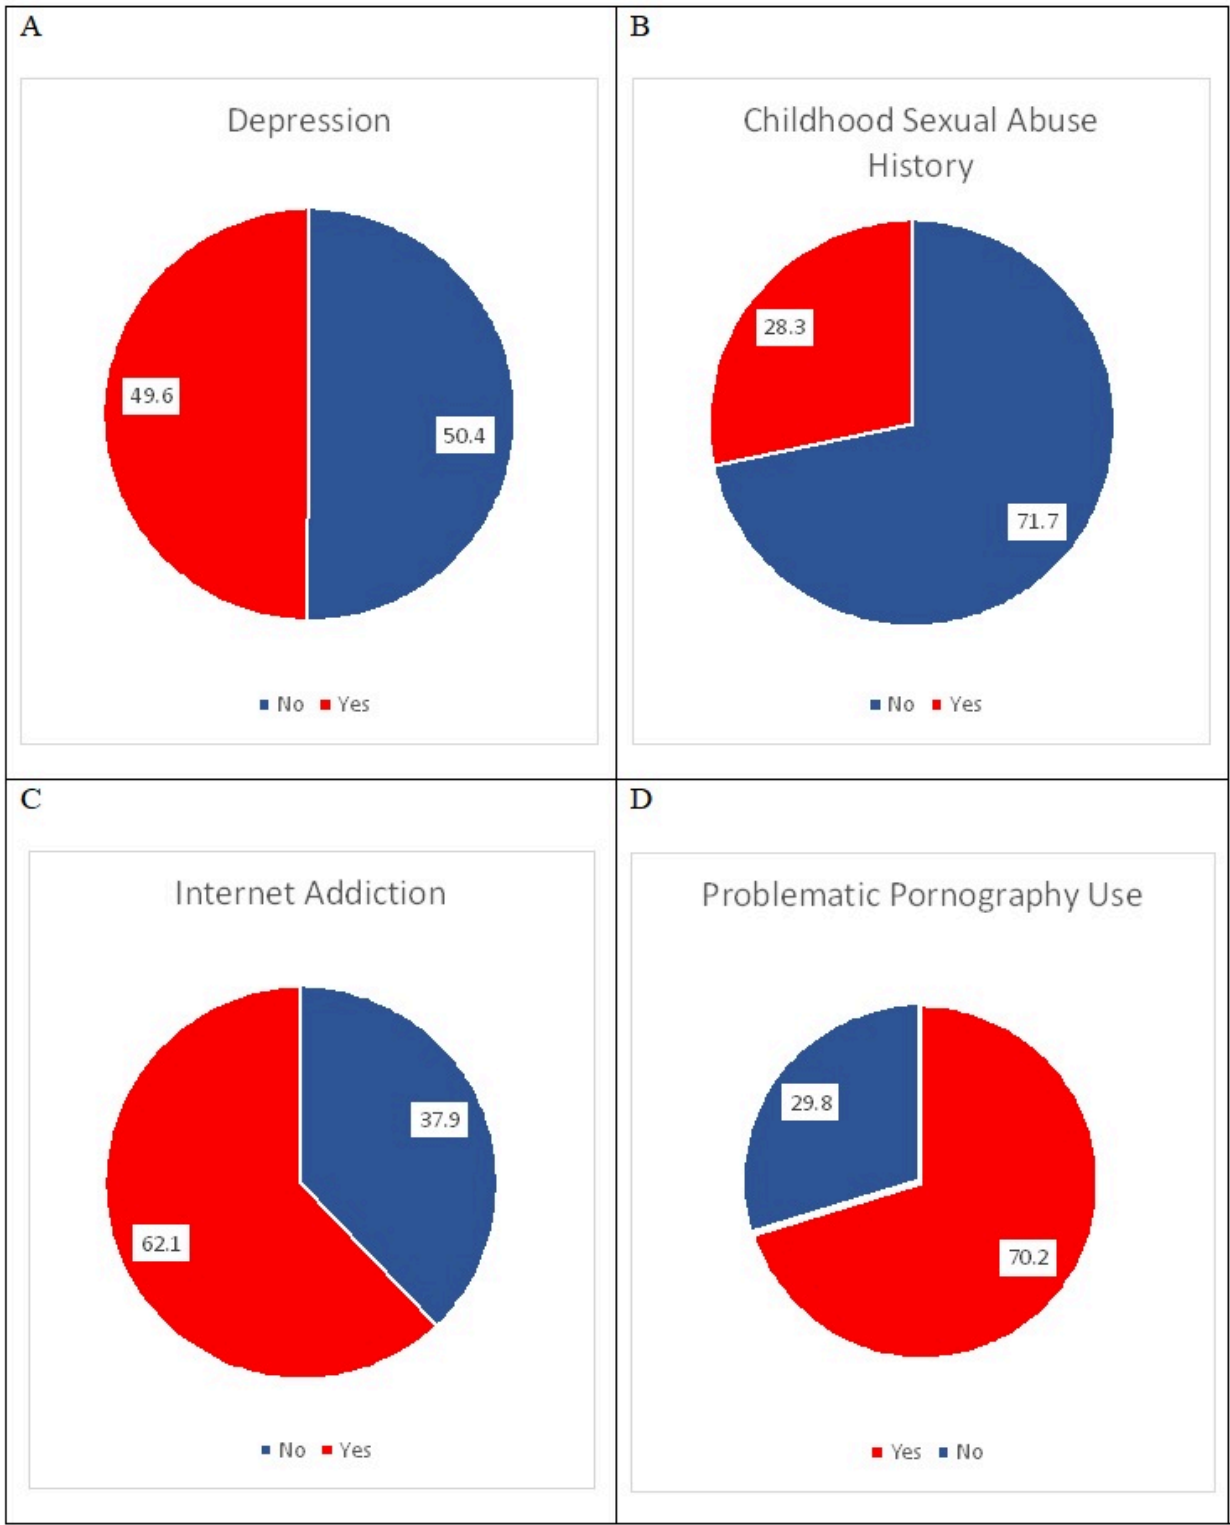 A
Depression
49.6
50.4
No Yes
B
Childhood Sexual Abuse
History
28.3
71.7
No Yes
C
Internet Addiction
37.9
62.1
No Yes
D
Problematic Pornography Use
29.8
70.2
Yes No